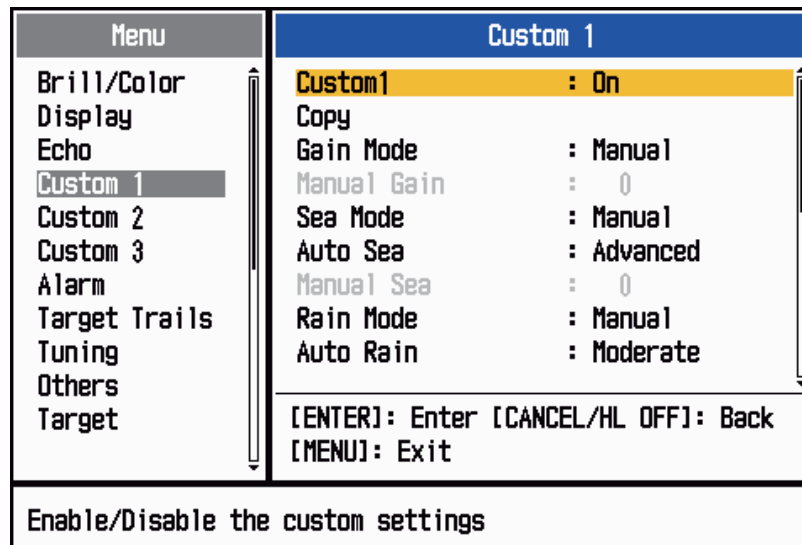 Menu
Brill/Color
Display
Echo
Custom 1
Custom 2
Custom 3
Alarm
Target Trails
Tuning
Others
Target
Custom 1
Custom1 : On
Copy
Gain Mode : Manual
Manual Gain : 0
Sea Mode : Manual
Auto Sea : Advanced
Manual Sea : 0
Rain Mode : Manual
Auto Rain : Moderate
[ENTER]: Enter [CANCEL/HL OFF]: Back
[MENU]: Exit
Enable/Disable the custom settings